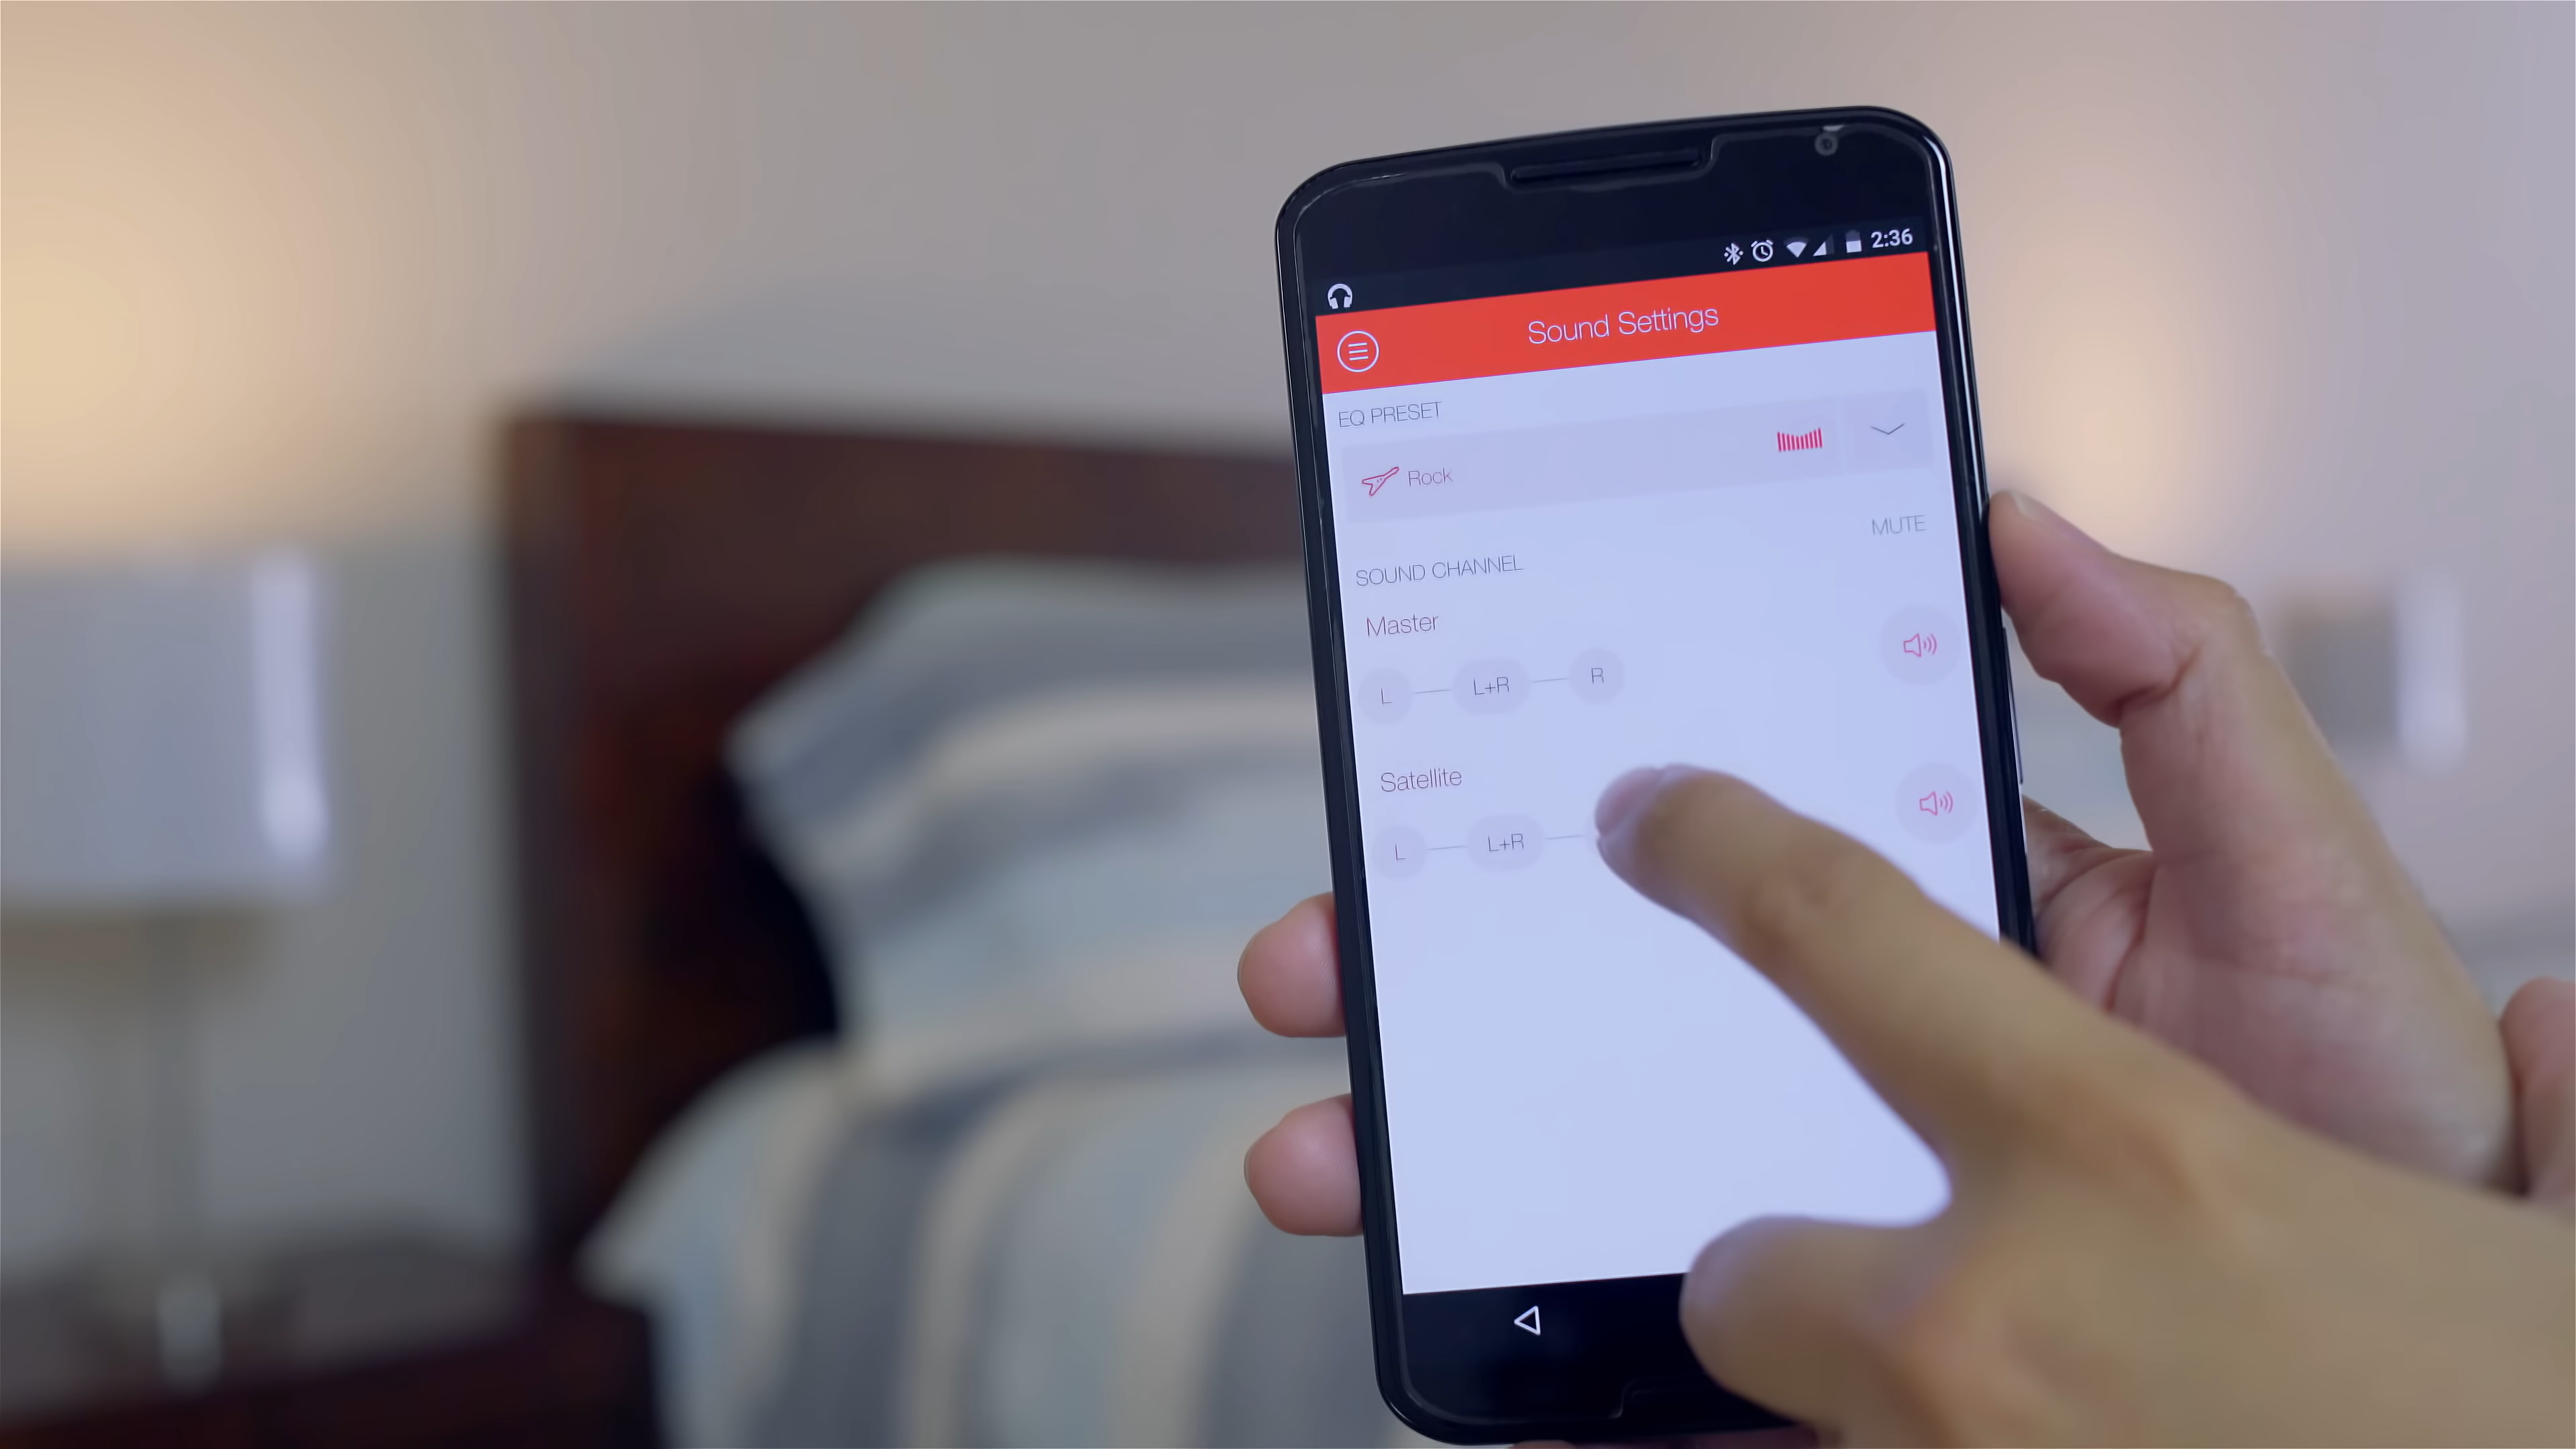 2:36
Sound Settings
EQ PRESET
Rock
MUTE
SOUND CHANNEL
Master
L L+R R
Satellite
L L+R